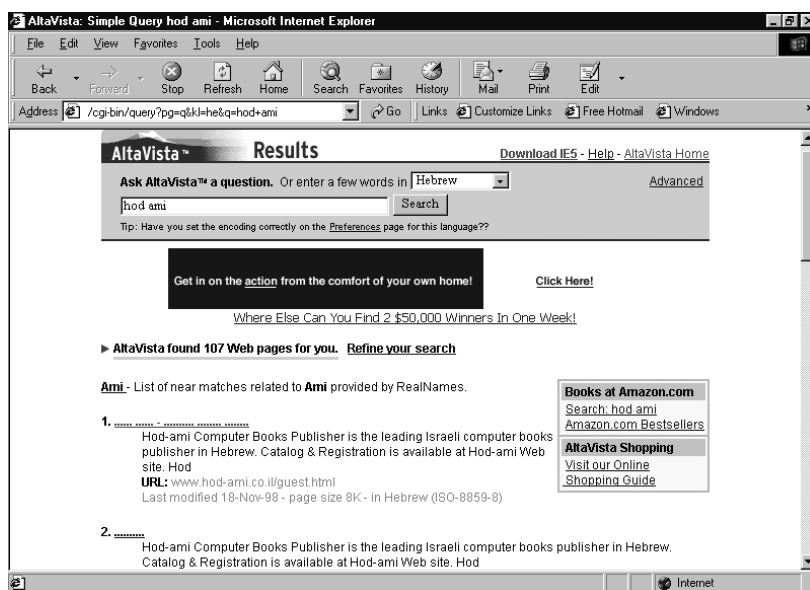 AltaVista: Simple Query hod ami - Microsoft Internet Explorer
File Edit View Favorites Tools Help
Back Forward Stop Refresh Home Search Favorites History Mail Print Edit
Address /cgi-bin/query?pg=q&kl=he&q=hod+ami Go Links Customize Links Free Hotmail Windows
AltaVista™ Results Download IE5 - Help - AltaVista Home
Ask AltaVista™ a question. Or enter a few words in Hebrew Advanced
hod ami Search
Tip: Have you set the encoding correctly on the Preferences page for this language??
Get in on the action from the comfort of your own home! Click Here!
Where Else Can You Find 2 $50,000 Winners In One Week!
AltaVista found 107 Web pages for you. Refine your search
Ami - List of near matches related to Ami provided by RealNames.
Books at Amazon.com
Search: hod ami
Amazon.com Bestsellers
AltaVista Shopping
Visit our Online
Shopping Guide
1. ...... ...... - .......... ........ ........
Hod-ami Computer Books Publisher is the leading Israeli computer books
publisher in Hebrew. Catalog & Registration is available at Hod-ami Web
site. Hod
URL: www.hod-ami.co.il/guest.html
Last modified 18-Nov-98 - page size 8K - in Hebrew (ISO-8859-8)
2. ..........
Hod-ami Computer Books Publisher is the leading Israeli computer books publisher in Hebrew.
Catalog & Registration is available at Hod-ami Web site. Hod
Internet